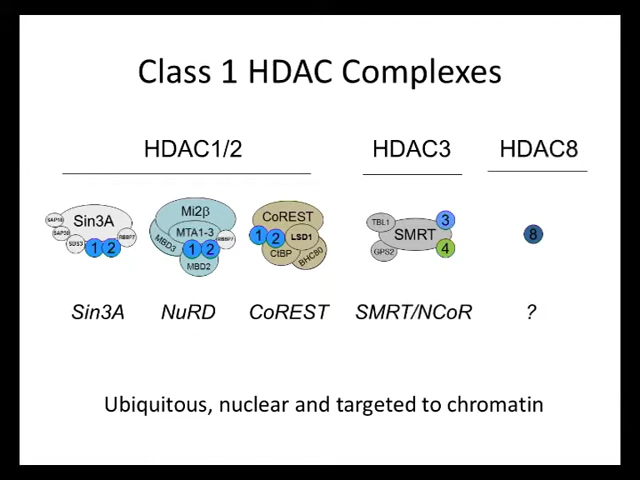 Class 1 HDAC Complexes
HDAC1/2
HDAC3
HDAC8
SAP18
SAP30
SDS3
Sin3A
1
2
RBBP7
Mi2β
MTA1-3
MBD3
1
2
RBBP7
MBD2
CoREST
1
2
LSD1
CtBP
BHC80
TBL1
SMRT
GPS2
3
4
8
Sin3A
NuRD
CoREST
SMRT/NCoR
?
Ubiquitous, nuclear and targeted to chromatin